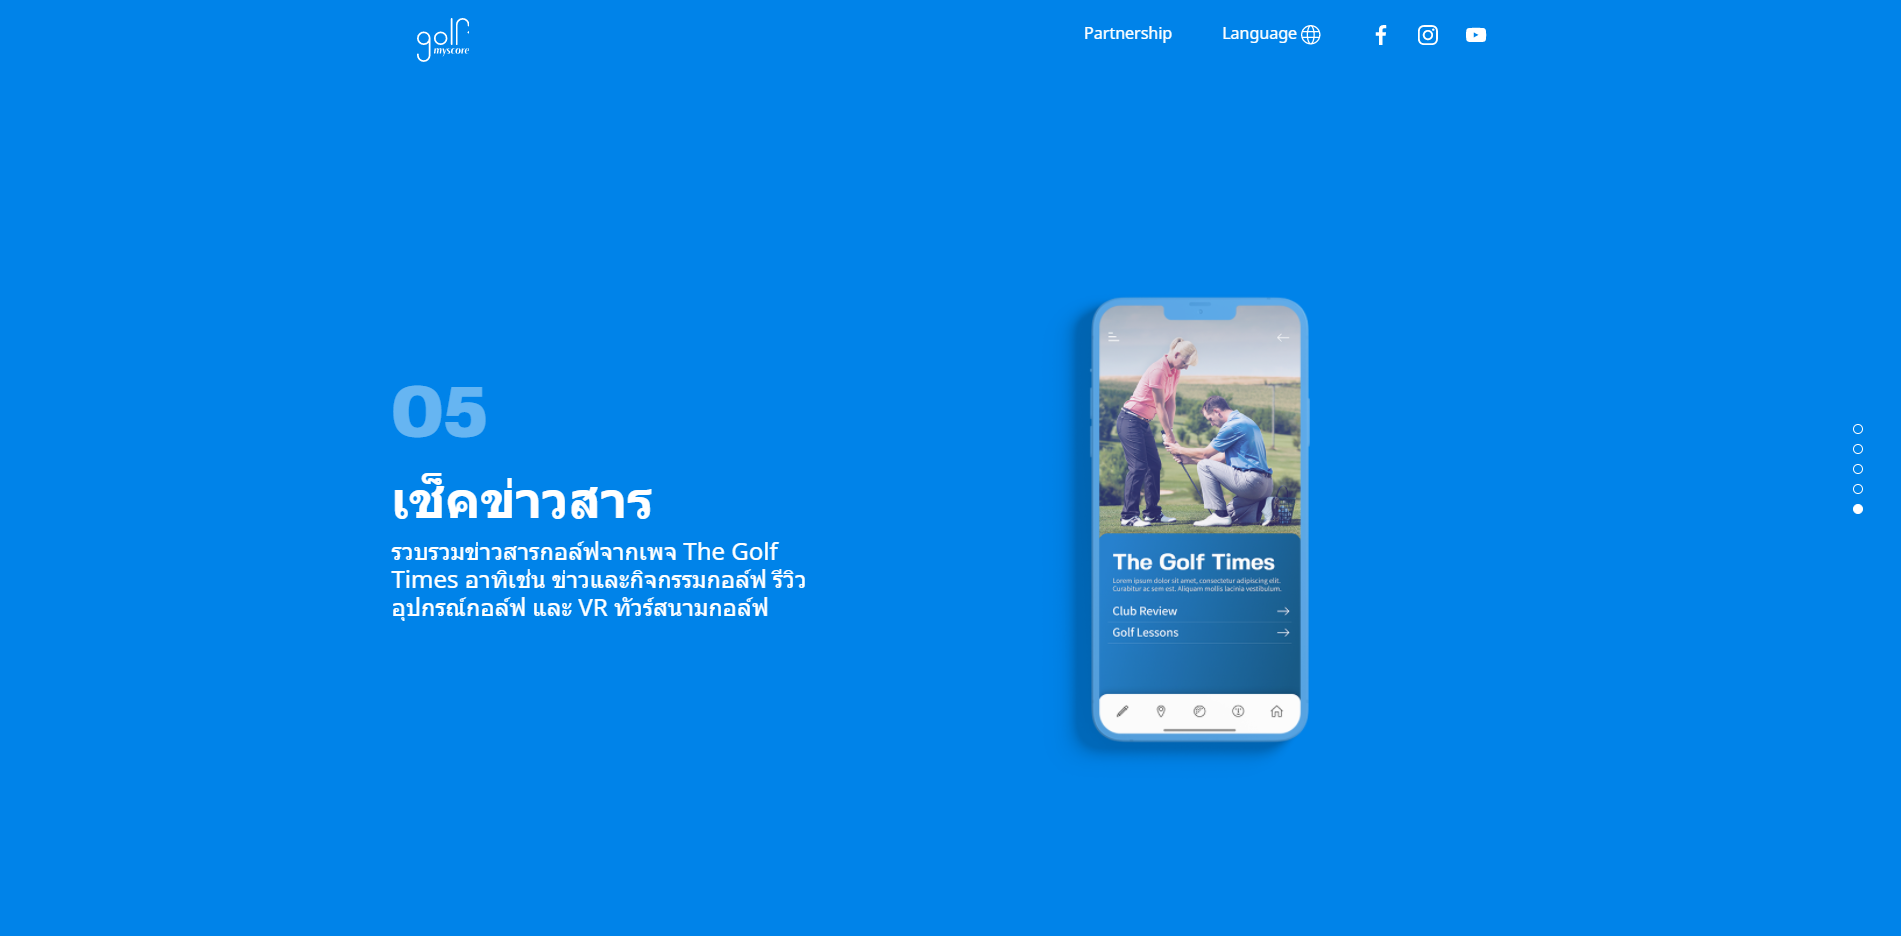 golf
myscore
Partnership
Language
05
เช็คข่าวสาร
รวบรวมข่าวสารกอล์ฟจากเพจ The Golf
Times อาทิเช่น ข่าวและกิจกรรมกอล์ฟ รีวิว
อุปกรณ์กอล์ฟ และ VR ทัวร์สนามกอล์ฟ
The Golf Times
Lorem ipsum dolor sit amet, consectetur adipiscing elit.
Curabitur ac sem est. Aliquam mollis lacinia vestibulum.
Club Review
Golf Lessons